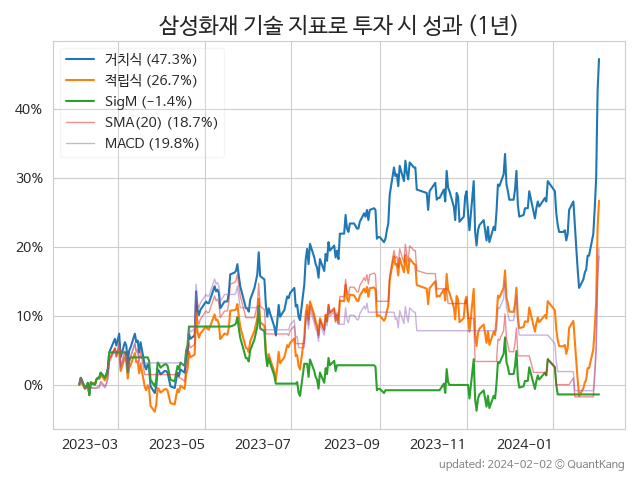 삼성화재 기술 지표로 투자 시 성과 (1년)
거치식 (47.3%)
적립식 (26.7%)
SigM (−1.4%)
SMA(20) (18.7%)
MACD (19.8%)
40%
30%
20%
10%
0%
2023-03 2023-05 2023-07 2023-09 2023-11 2024-01
updated: 2024-02-02 © QuantKang